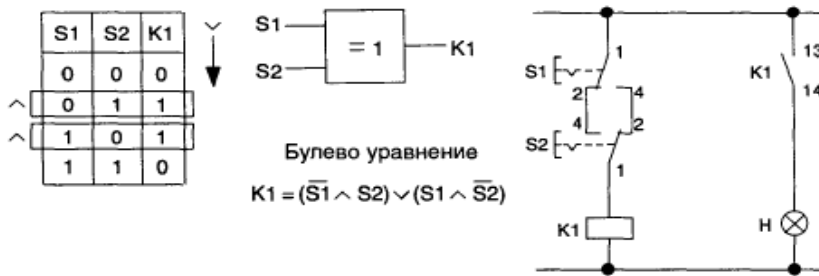 S1 S2 K1
0 0 0
0 1 1
1 0 1
1 1 0
S1
S2
= 1
K1
Булево уравнение
K1 = (S̅1̅ ∧ S2) ∨ (S1 ∧ S̅2̅)
1
S1
2 4
4 2
S2
1
K1
13
K1
14
H